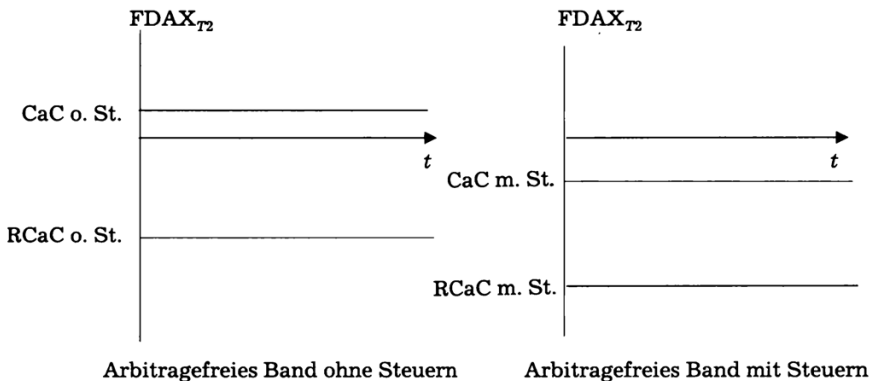 FDAX_T2
CaC o. St.
t
RCaC o. St.
Arbitragefreies Band ohne Steuern
FDAX_T2
t
CaC m. St.
RCaC m. St.
Arbitragefreies Band mit Steuern